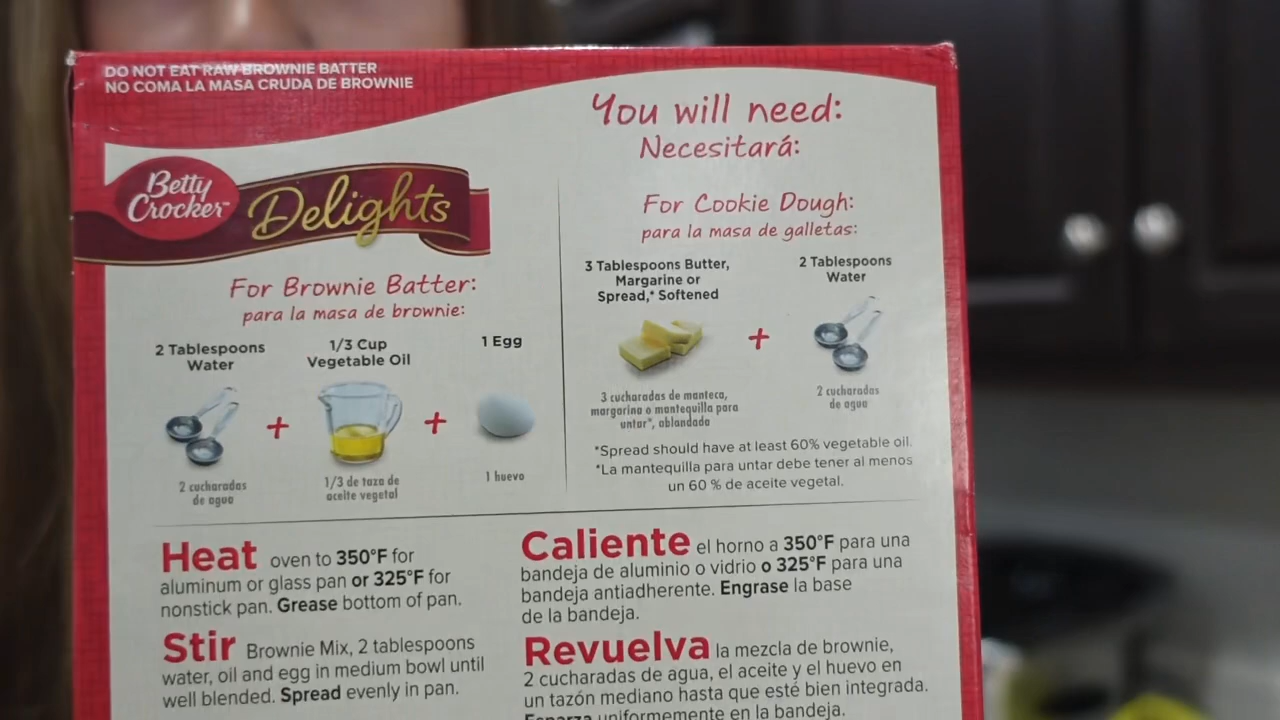 DO NOT EAT RAW BROWNIE BATTER
NO COMA LA MASA CRUDA DE BROWNIE
Betty
Crocker™
Delights
You will need:
Necesitará:
For Brownie Batter:
para la masa de brownie:
2 Tablespoons
Water
1/3 Cup
Vegetable Oil
1 Egg
2 cucharadas
de agua
1/3 de taza de
aceite vegetal
1 huevo
For Cookie Dough:
para la masa de galletas:
3 Tablespoons Butter,
Margarine or
Spread,* Softened
2 Tablespoons
Water
3 cucharadas de manteca,
margarina o mantequilla para
untar*, ablandada
2 cucharadas
de agua
*Spread should have at least 60% vegetable oil.
*La mantequilla para untar debe tener al menos
un 60 % de aceite vegetal.
Heat oven to 350°F for
aluminum or glass pan or 325°F for
nonstick pan. Grease bottom of pan.
Stir Brownie Mix, 2 tablespoons
water, oil and egg in medium bowl until
well blended. Spread evenly in pan.
Caliente el horno a 350°F para una
bandeja de aluminio o vidrio o 325°F para una
bandeja antiadherente. Engrase la base
de la bandeja.
Revuelva la mezcla de brownie,
2 cucharadas de agua, el aceite y el huevo en
un tazón mediano hasta que esté bien integrada.
Esparza uniformemente en la bandeja.